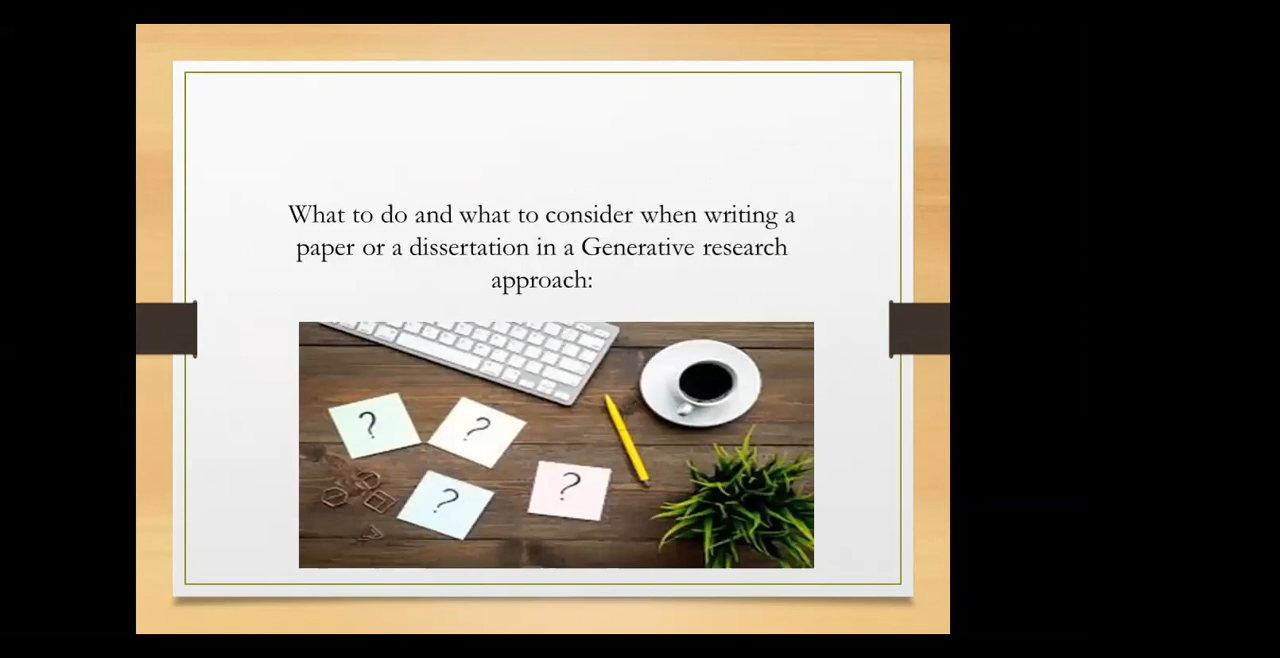 What to do and what to consider when writing a
paper or a dissertation in a Generative research
approach:
? ? ? ?